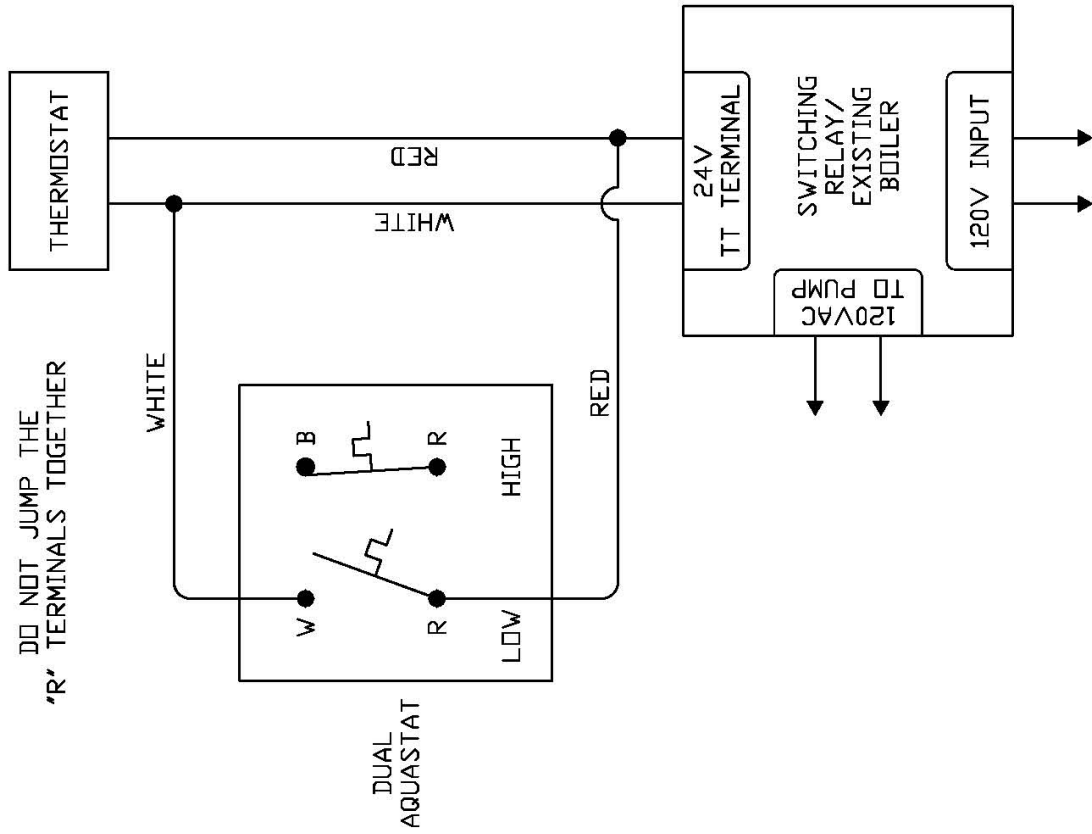 DO NOT JUMP THE
"R" TERMINALS TOGETHER
THERMOSTAT
RED
WHITE
WHITE
RED
DUAL
AQUASTAT
W
R
LOW
B
R
HIGH
24V
TT TERMINAL
SWITCHING
RELAY/
EXISTING
BOILER
120VAC
TO PUMP
120V INPUT